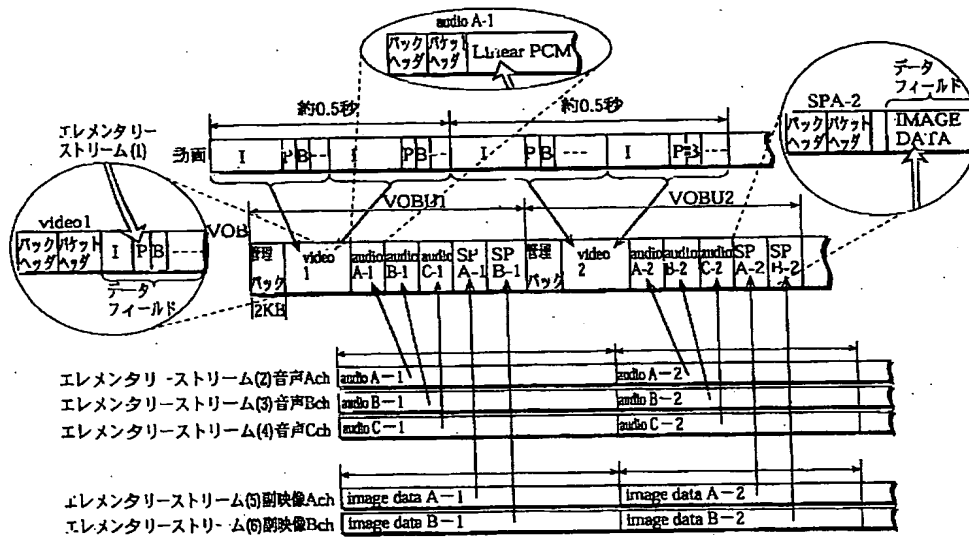 audio A-1
パック ヘッダ
パケット ヘッダ
Linear PCM
SPA-2
データ フィールド
パック ヘッダ
パケット ヘッダ
IMAGE DATA
約0.5秒
約0.5秒
エレメンタリー
ストリーム(1)
動画
I P B ---- I P B ---- I P B ---- I P B ----
video1
パック ヘッダ
パケット ヘッダ
I P B ----
データ
フィールド
VOB
VOBU1
VOBU2
管理 パック
video 1
audio A-1
audio B-1
audio C-1
SP A-1
SP B-1
管理 パック
video 2
audio A-2
audio B-2
audio C-2
SP A-2
SP B-2
2KB
エレメンタリーストリーム(2)音声Ach
audio A-1
audio A-2
エレメンタリーストリーム(3)音声Bch
audio B-1
audio B-2
エレメンタリーストリーム(4)音声Cch
audio C-1
audio C-2
エレメンタリーストリーム(5)副映像Ach
image data A-1
image data A-2
エレメンタリーストリーム(6)副映像Bch
image data B-1
image data B-2